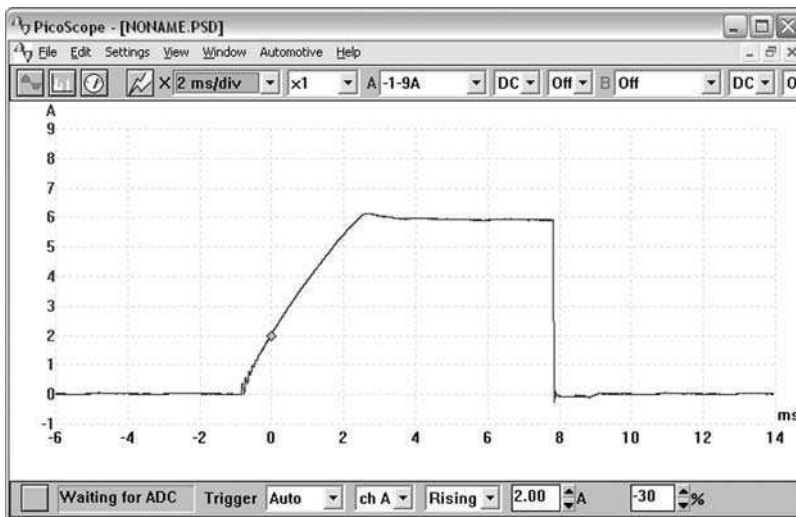 PicoScope - [NONAME.PSD]
File Edit Settings View Window Automotive Help
X 2 ms/div x1 A -1-9A DC Off B Off DC
A
9
8
7
6
5
4
3
2
1
0
-1
-6 -4 -2 0 2 4 6 8 10 12 14
ms
Waiting for ADC Trigger Auto ch A Rising 2.00 A -30 %